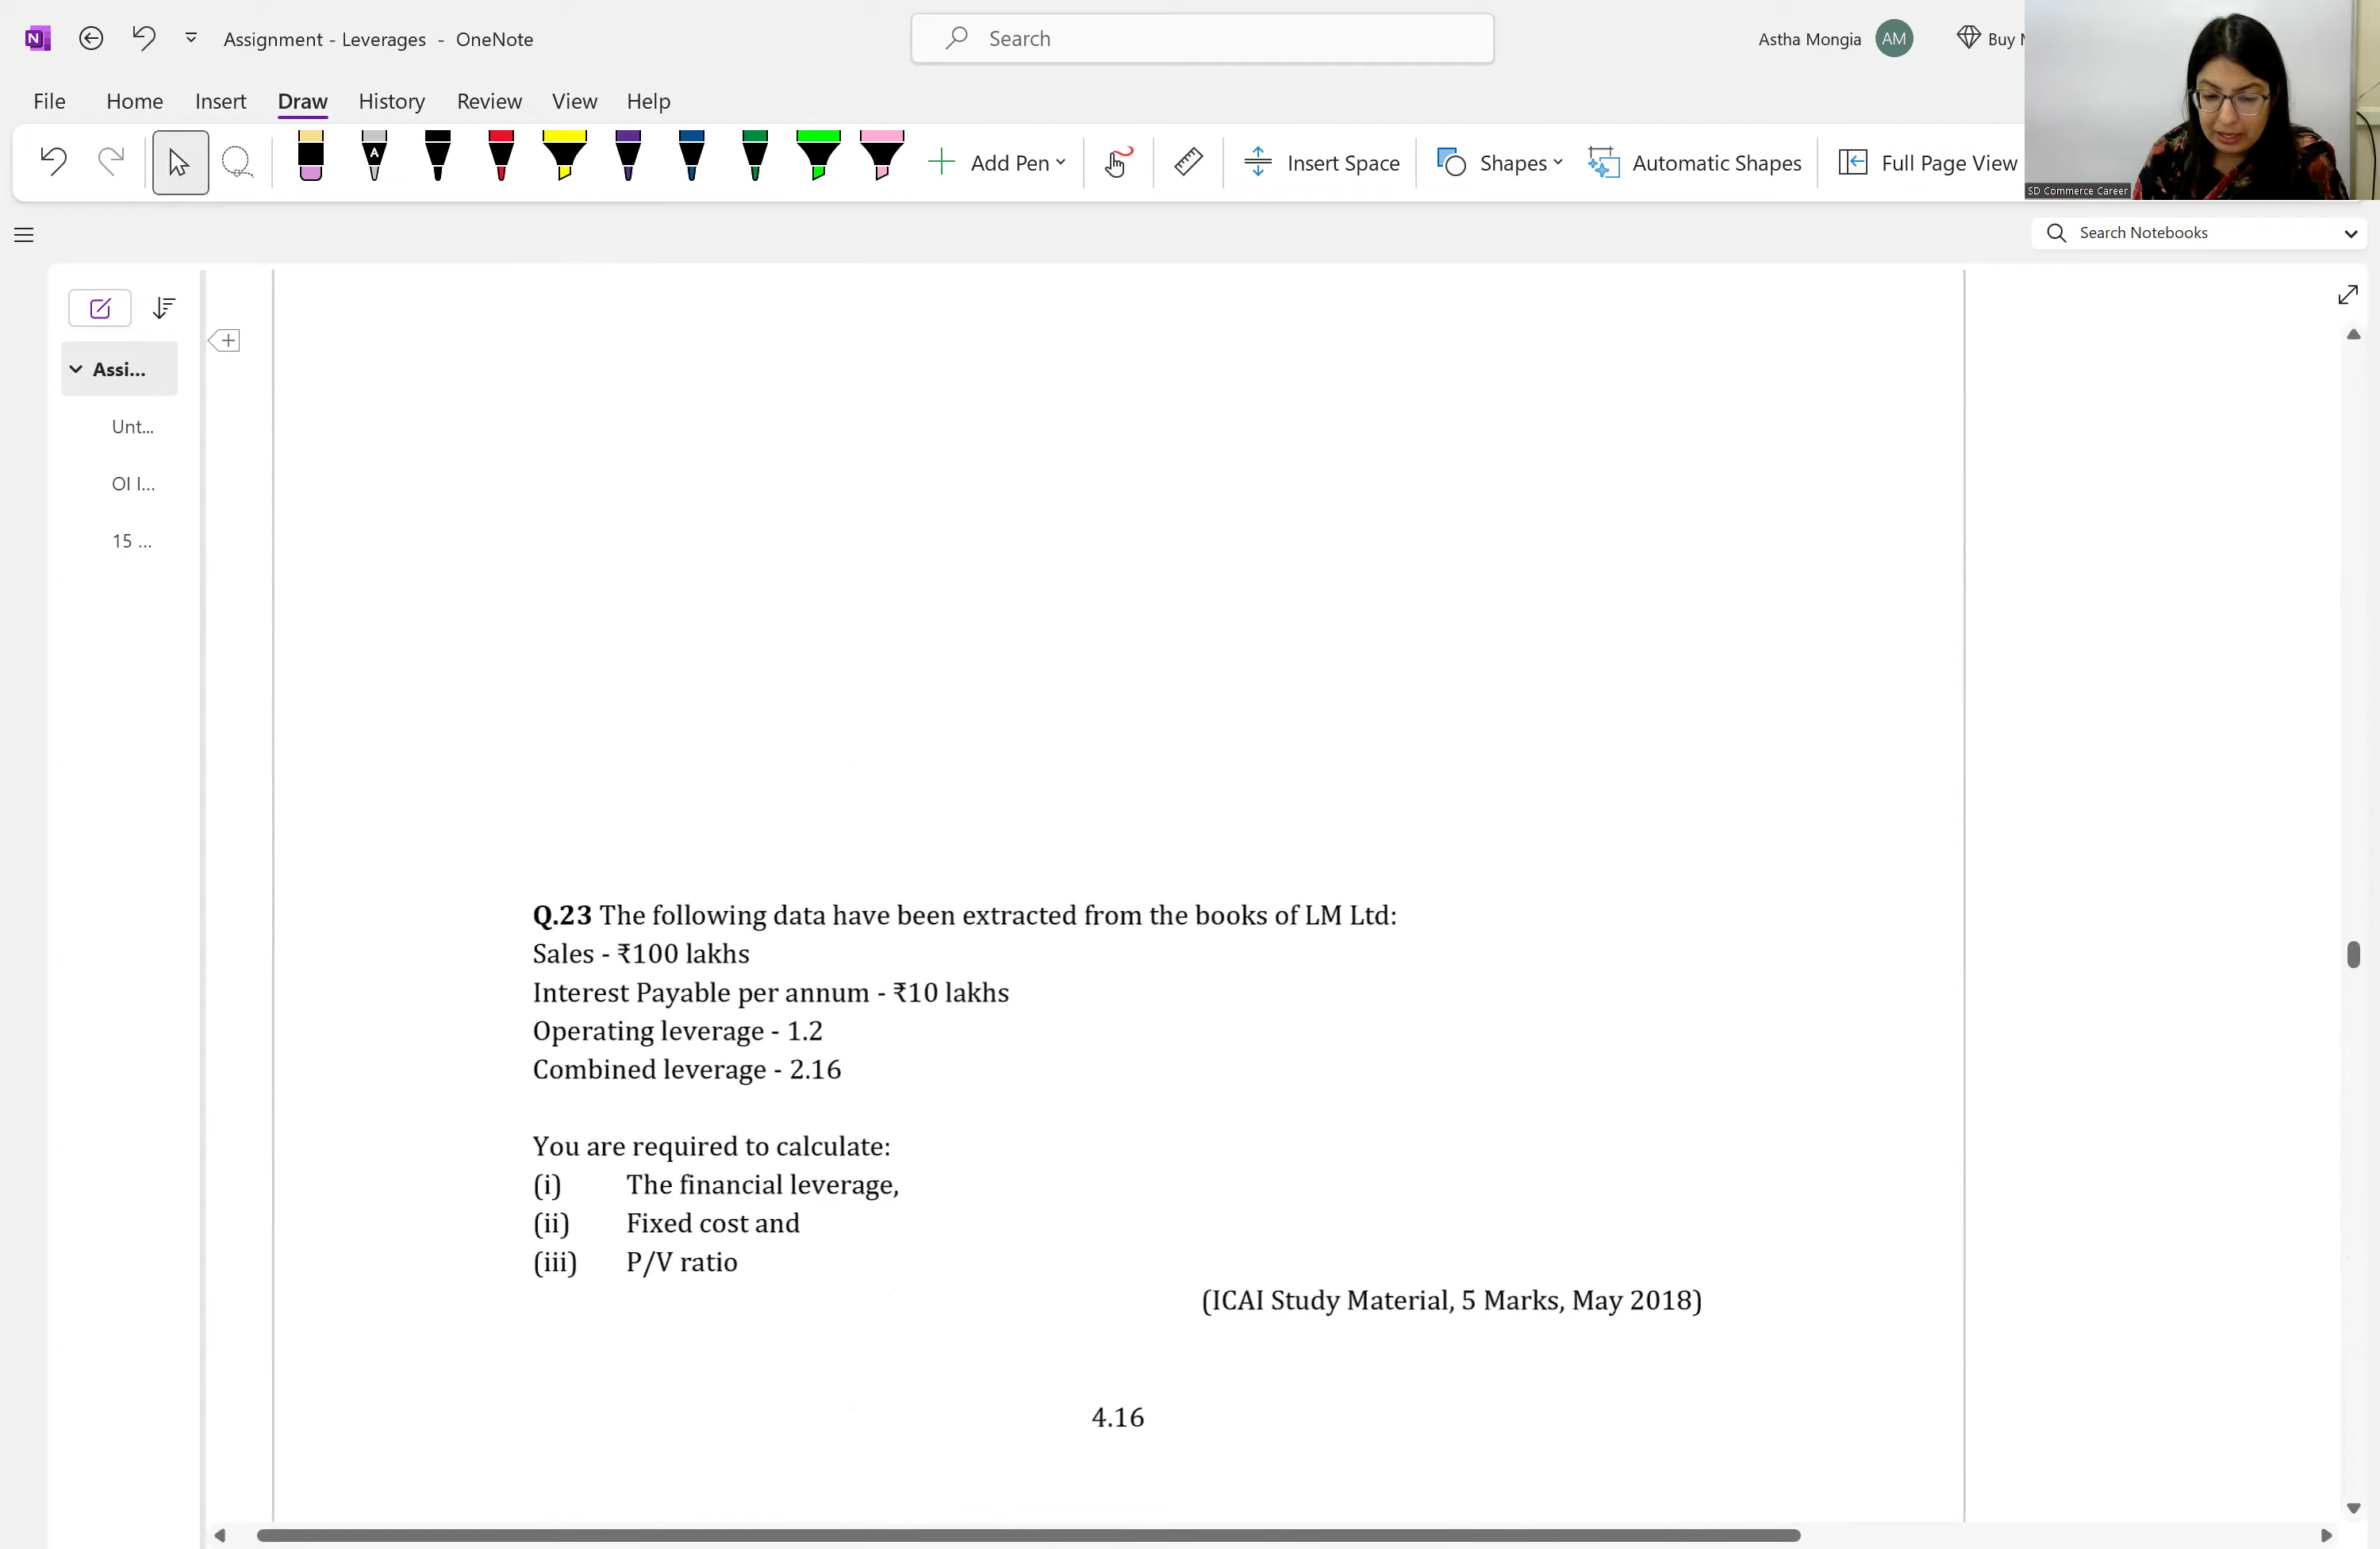 Assignment - Leverages - OneNote
Search
Astha Mongia AM
Buy
File Home Insert Draw History Review View Help
Add Pen
Insert Space
Shapes
Automatic Shapes
Full Page View
SD Commerce Career
Search Notebooks
Assi...
Unt...
OI I...
15 ...
Q.23 The following data have been extracted from the books of LM Ltd:
Sales - ₹100 lakhs
Interest Payable per annum - ₹10 lakhs
Operating leverage - 1.2
Combined leverage - 2.16
You are required to calculate:
(i) The financial leverage,
(ii) Fixed cost and
(iii) P/V ratio
(ICAI Study Material, 5 Marks, May 2018)
4.16